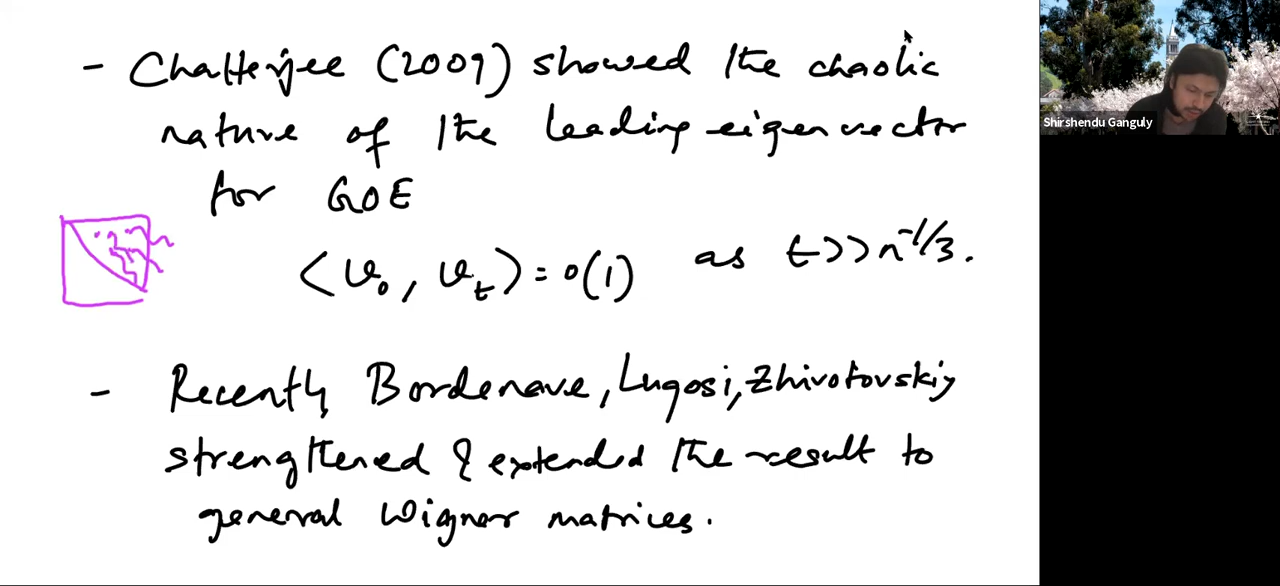 - Chatterjee (2009) showed the chaotic
nature of the leading eigenvector
for GOE
<v₀, v_t> = o(1) as t>>n^-1/3.
- Recently Bordenave, Lugosi, Zhivotovskiy
strengthened & extended the result to
general Wigner matrices.
Shirshendu Ganguly